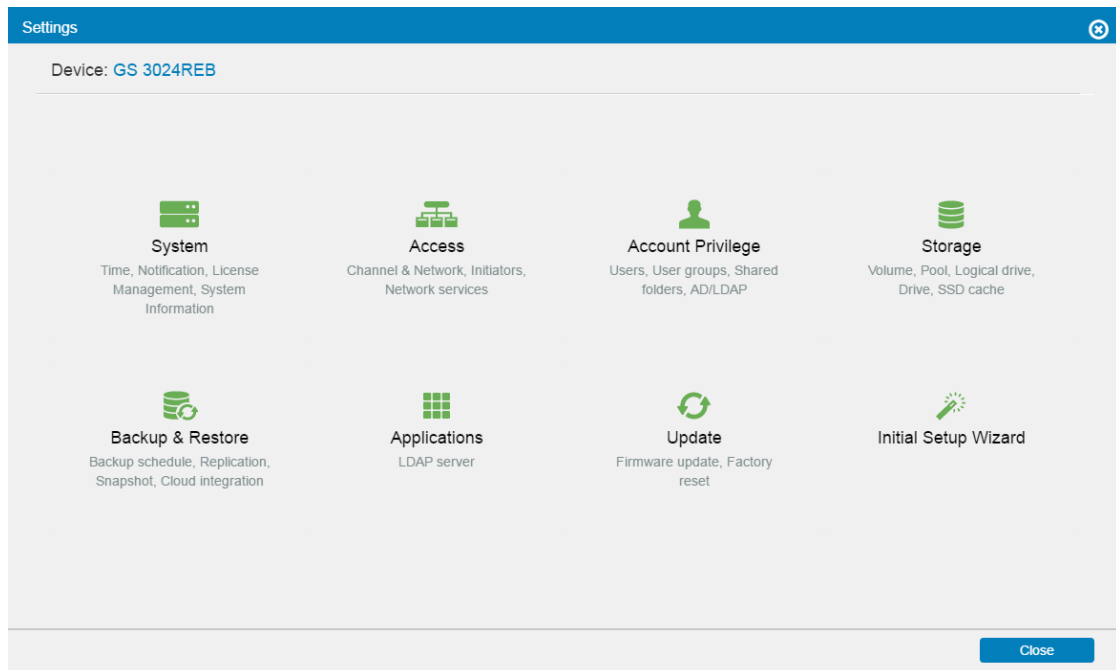 Settings
Device: GS 3024REB
System
Time, Notification, License
Management, System
Information
Access
Channel & Network, Initiators,
Network services
Account Privilege
Users, User groups, Shared
folders, AD/LDAP
Storage
Volume, Pool, Logical drive,
Drive, SSD cache
Backup & Restore
Backup schedule, Replication,
Snapshot, Cloud integration
Applications
LDAP server
Update
Firmware update, Factory
reset
Initial Setup Wizard
Close